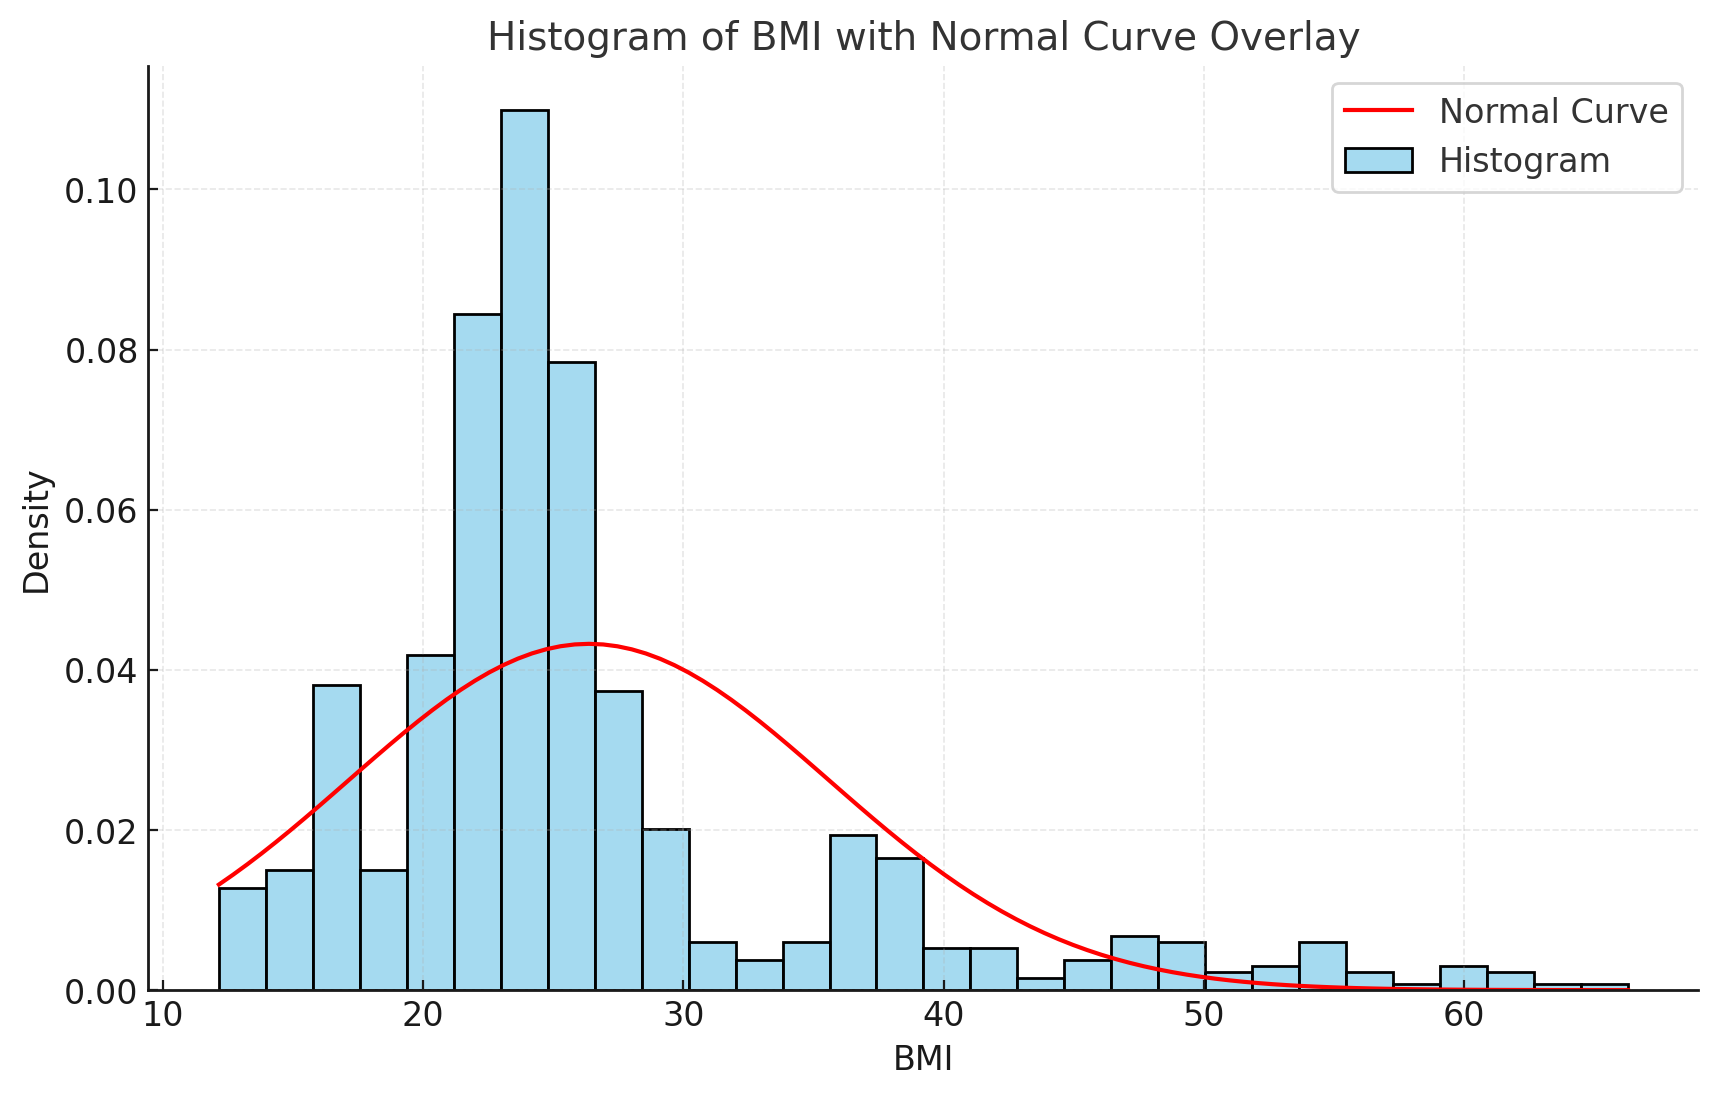 Histogram of BMI with Normal Curve Overlay
Normal Curve
Histogram
Density
0.10
0.08
0.06
0.04
0.02
0.00
10 20 30 40 50 60
BMI